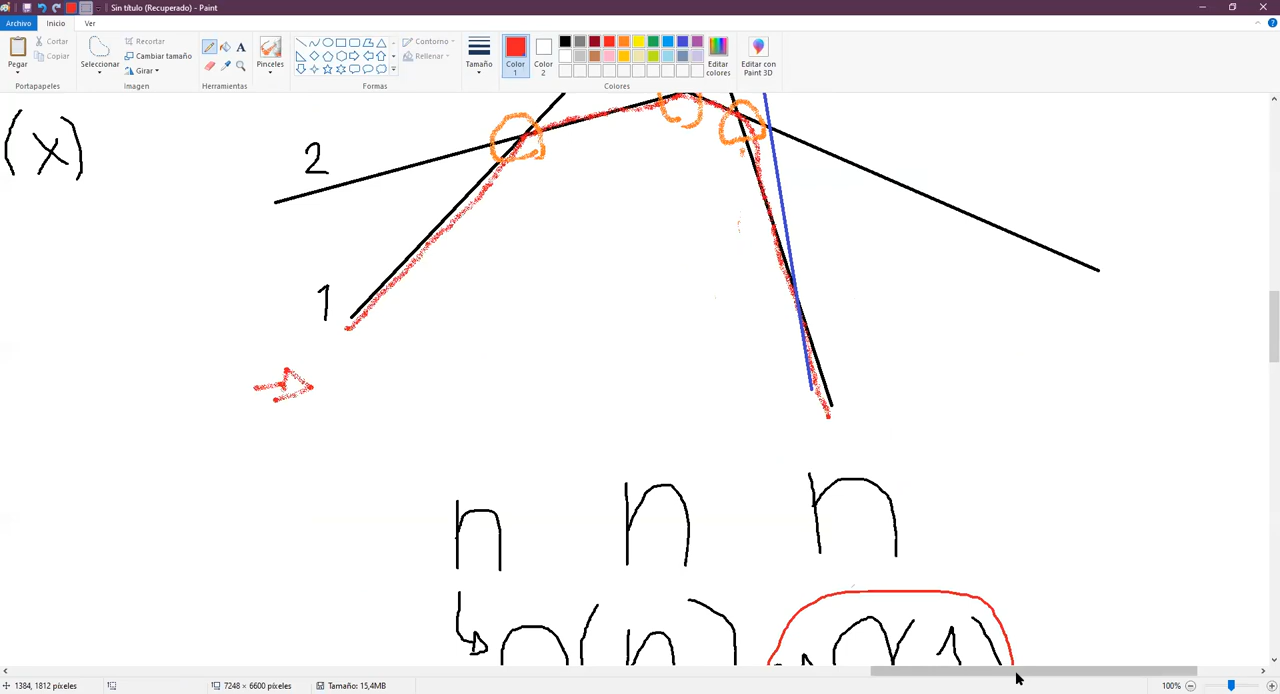 Sin título (Recuperado) - Paint
Archivo Inicio Ver
Pegar
Cortar
Copiar
Seleccionar
Recortar
Cambiar tamaño
Girar
A
Pinceles
Contorno
Rellenar
Tamaño
Color 1
Color 2
Editar colores
Editar con Paint 3D
Portapapeles Imagen Herramientas Formas Colores
(x)
2
1
n n n
1384, 1812 píxeles 7248 × 6600 píxeles Tamaño: 15,4MB 100%